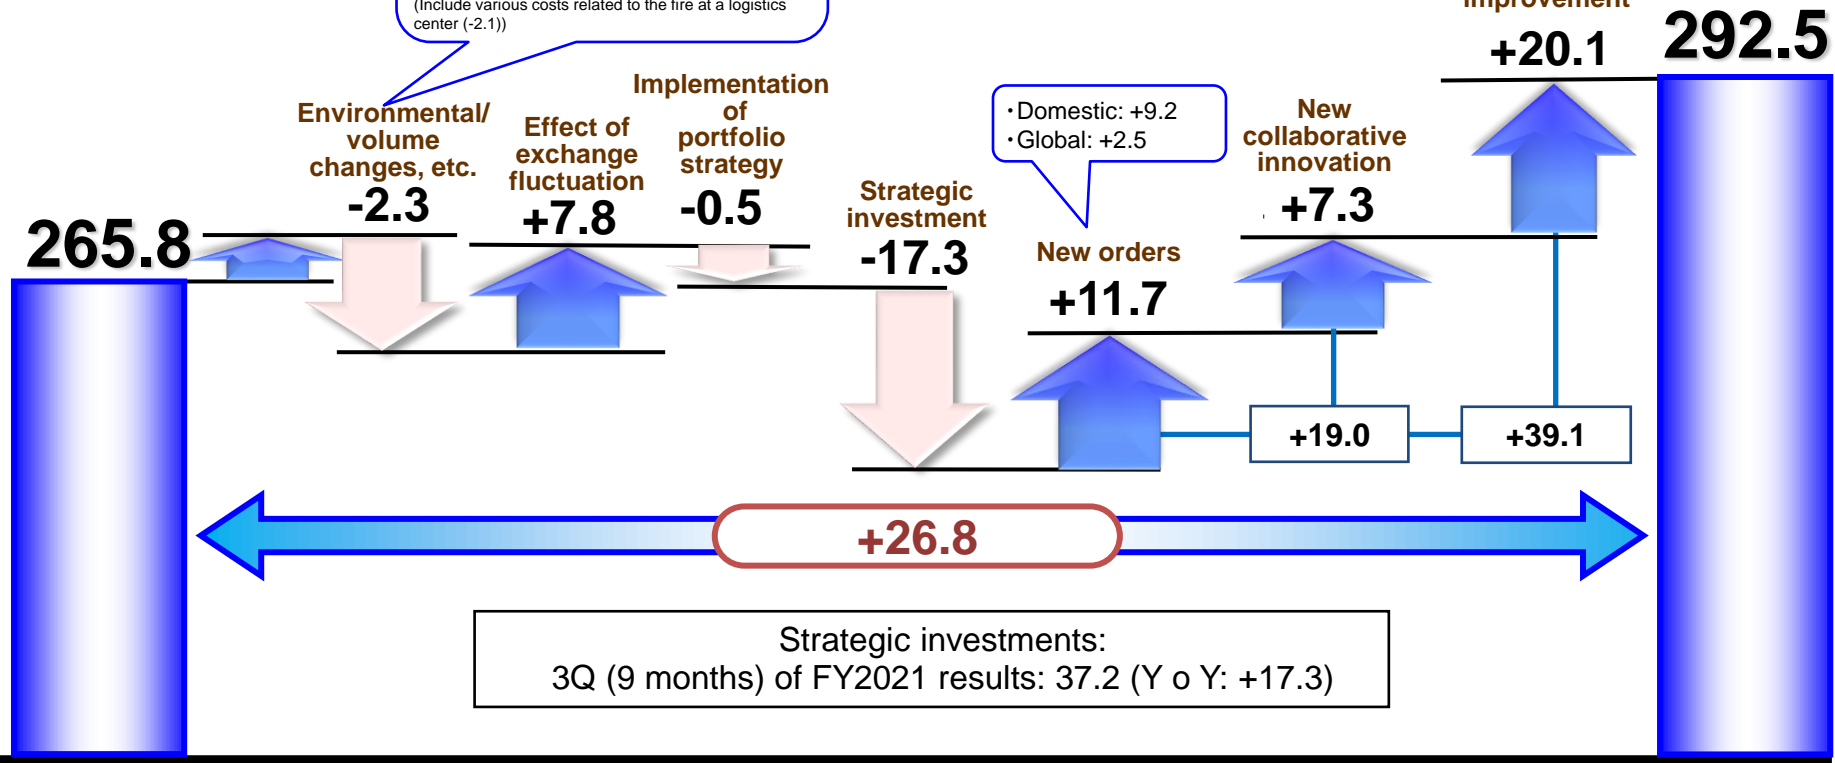 (Include various costs related to the fire at a logistics
center (-2.1))
improvement
+20.1
292.5
Implementation
of
portfolio
strategy
-0.5
Environmental/
volume
changes, etc.
-2.3
Effect of
exchange
fluctuation
+7.8
・Domestic: +9.2
・Global: +2.5
New
collaborative
innovation
+7.3
Strategic
investment
-17.3
265.8
New orders
+11.7
+19.0
+39.1
+26.8
Strategic investments:
3Q (9 months) of FY2021 results: 37.2 (Y o Y: +17.3)